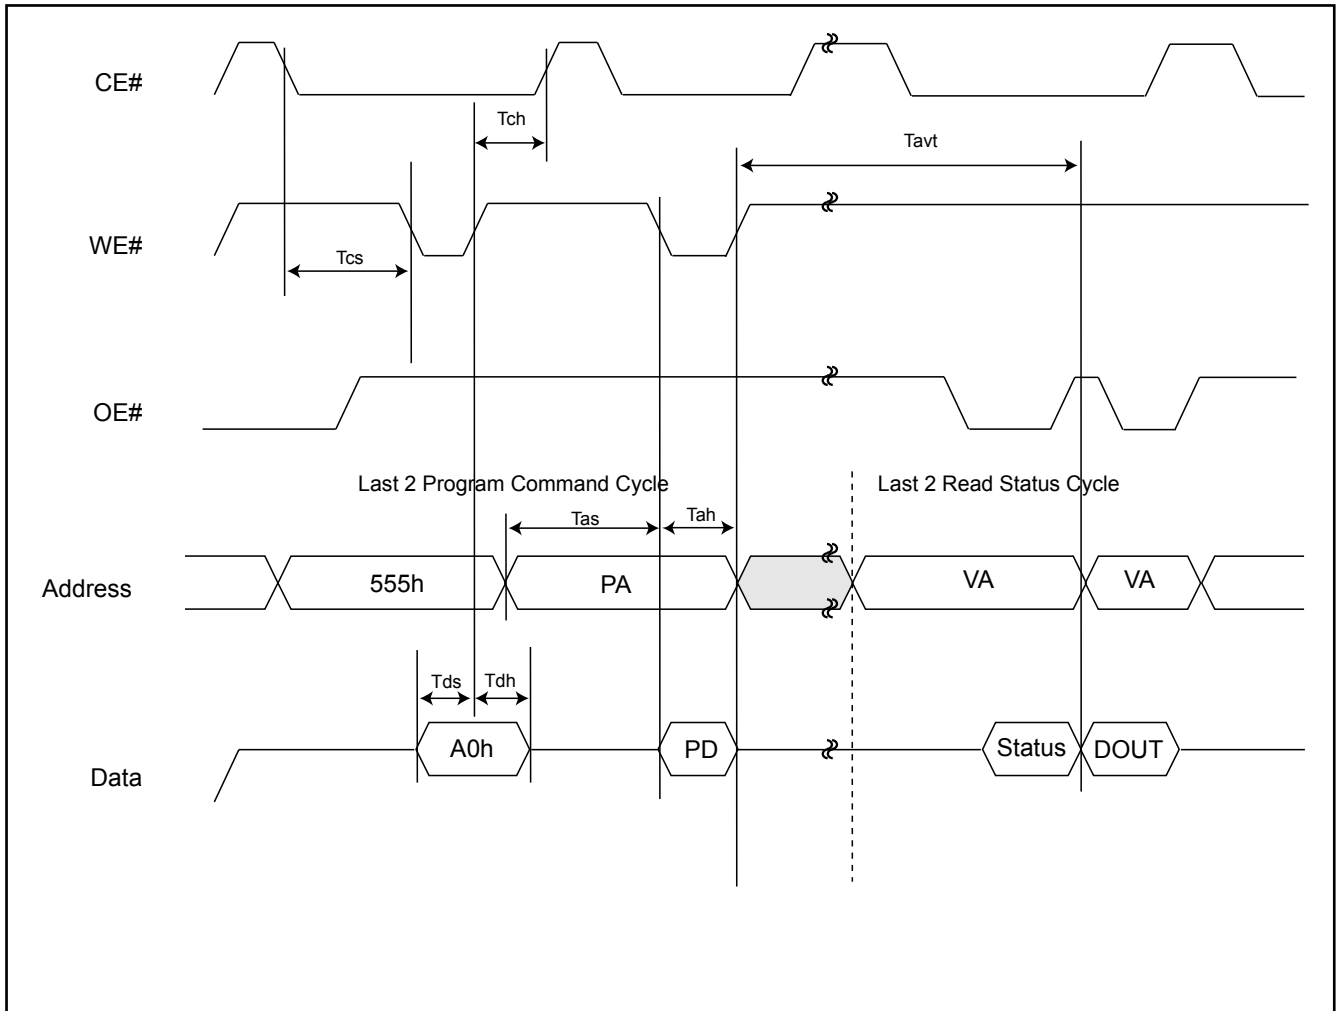 CE#
Tch
Tavt
WE#
Tcs
OE#
Last 2 Program Command Cycle
Last 2 Read Status Cycle
Tas
Tah
Address
555h
PA
VA
VA
Tds
Tdh
A0h
PD
Status
DOUT
Data